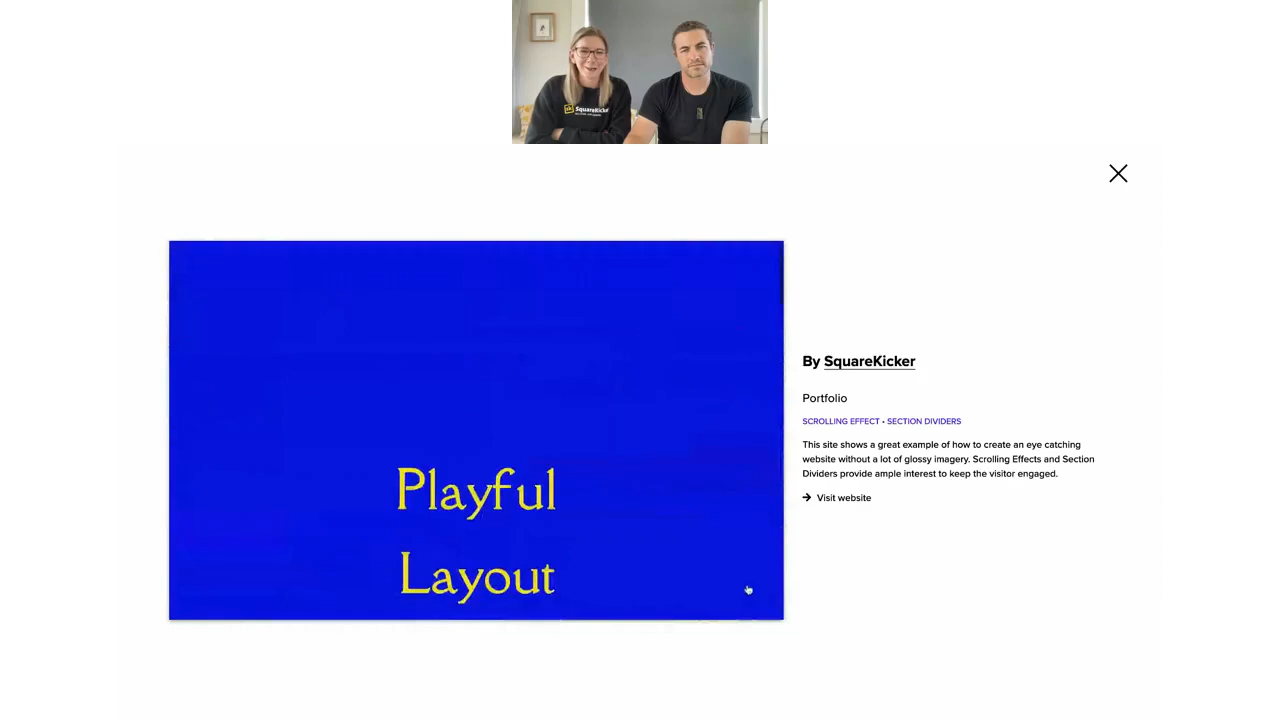 SquareKicker
Playful
Layout
By SquareKicker
Portfolio
SCROLLING EFFECT • SECTION DIVIDERS
This site shows a great example of how to create an eye catching
website without a lot of glossy imagery. Scrolling Effects and Section
Dividers provide ample interest to keep the visitor engaged.
→ Visit website